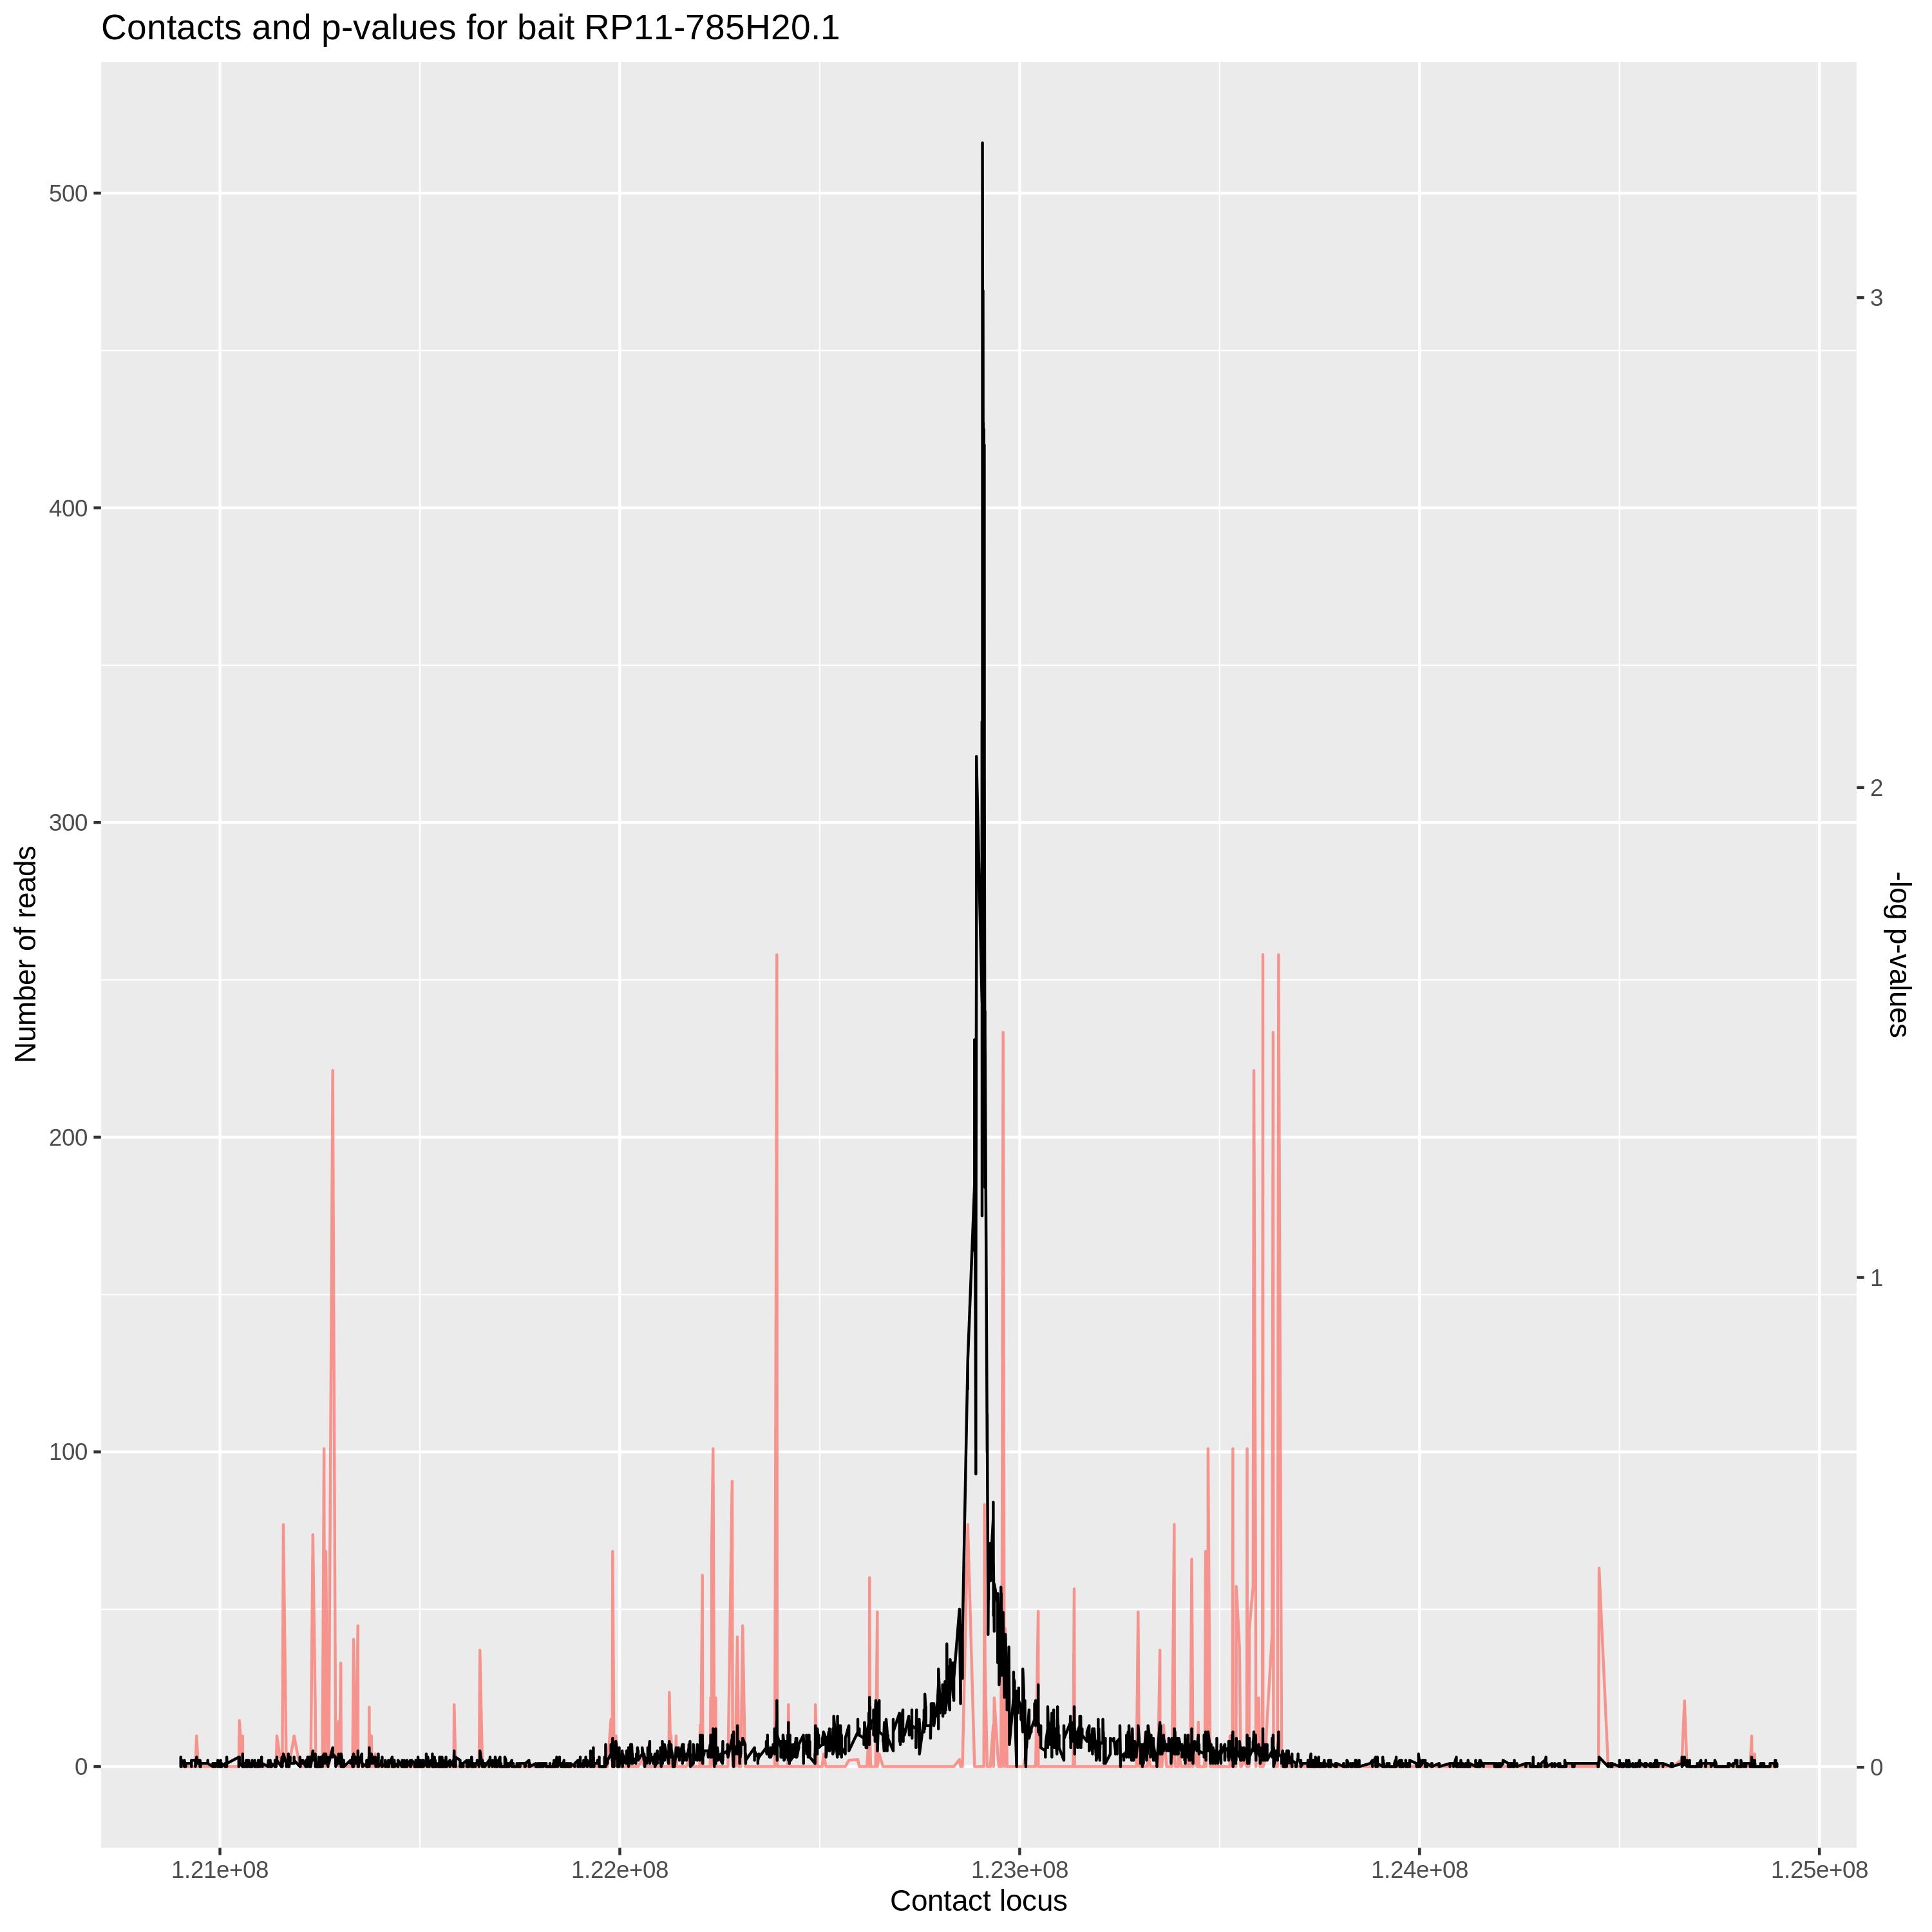 Contacts and p-values for bait RP11-785H20.1
500
400
300
200
100
0
Number of reads
3
2
1
0
-log p-values
1.21e+08 1.22e+08 1.23e+08 1.24e+08 1.25e+08
Contact locus